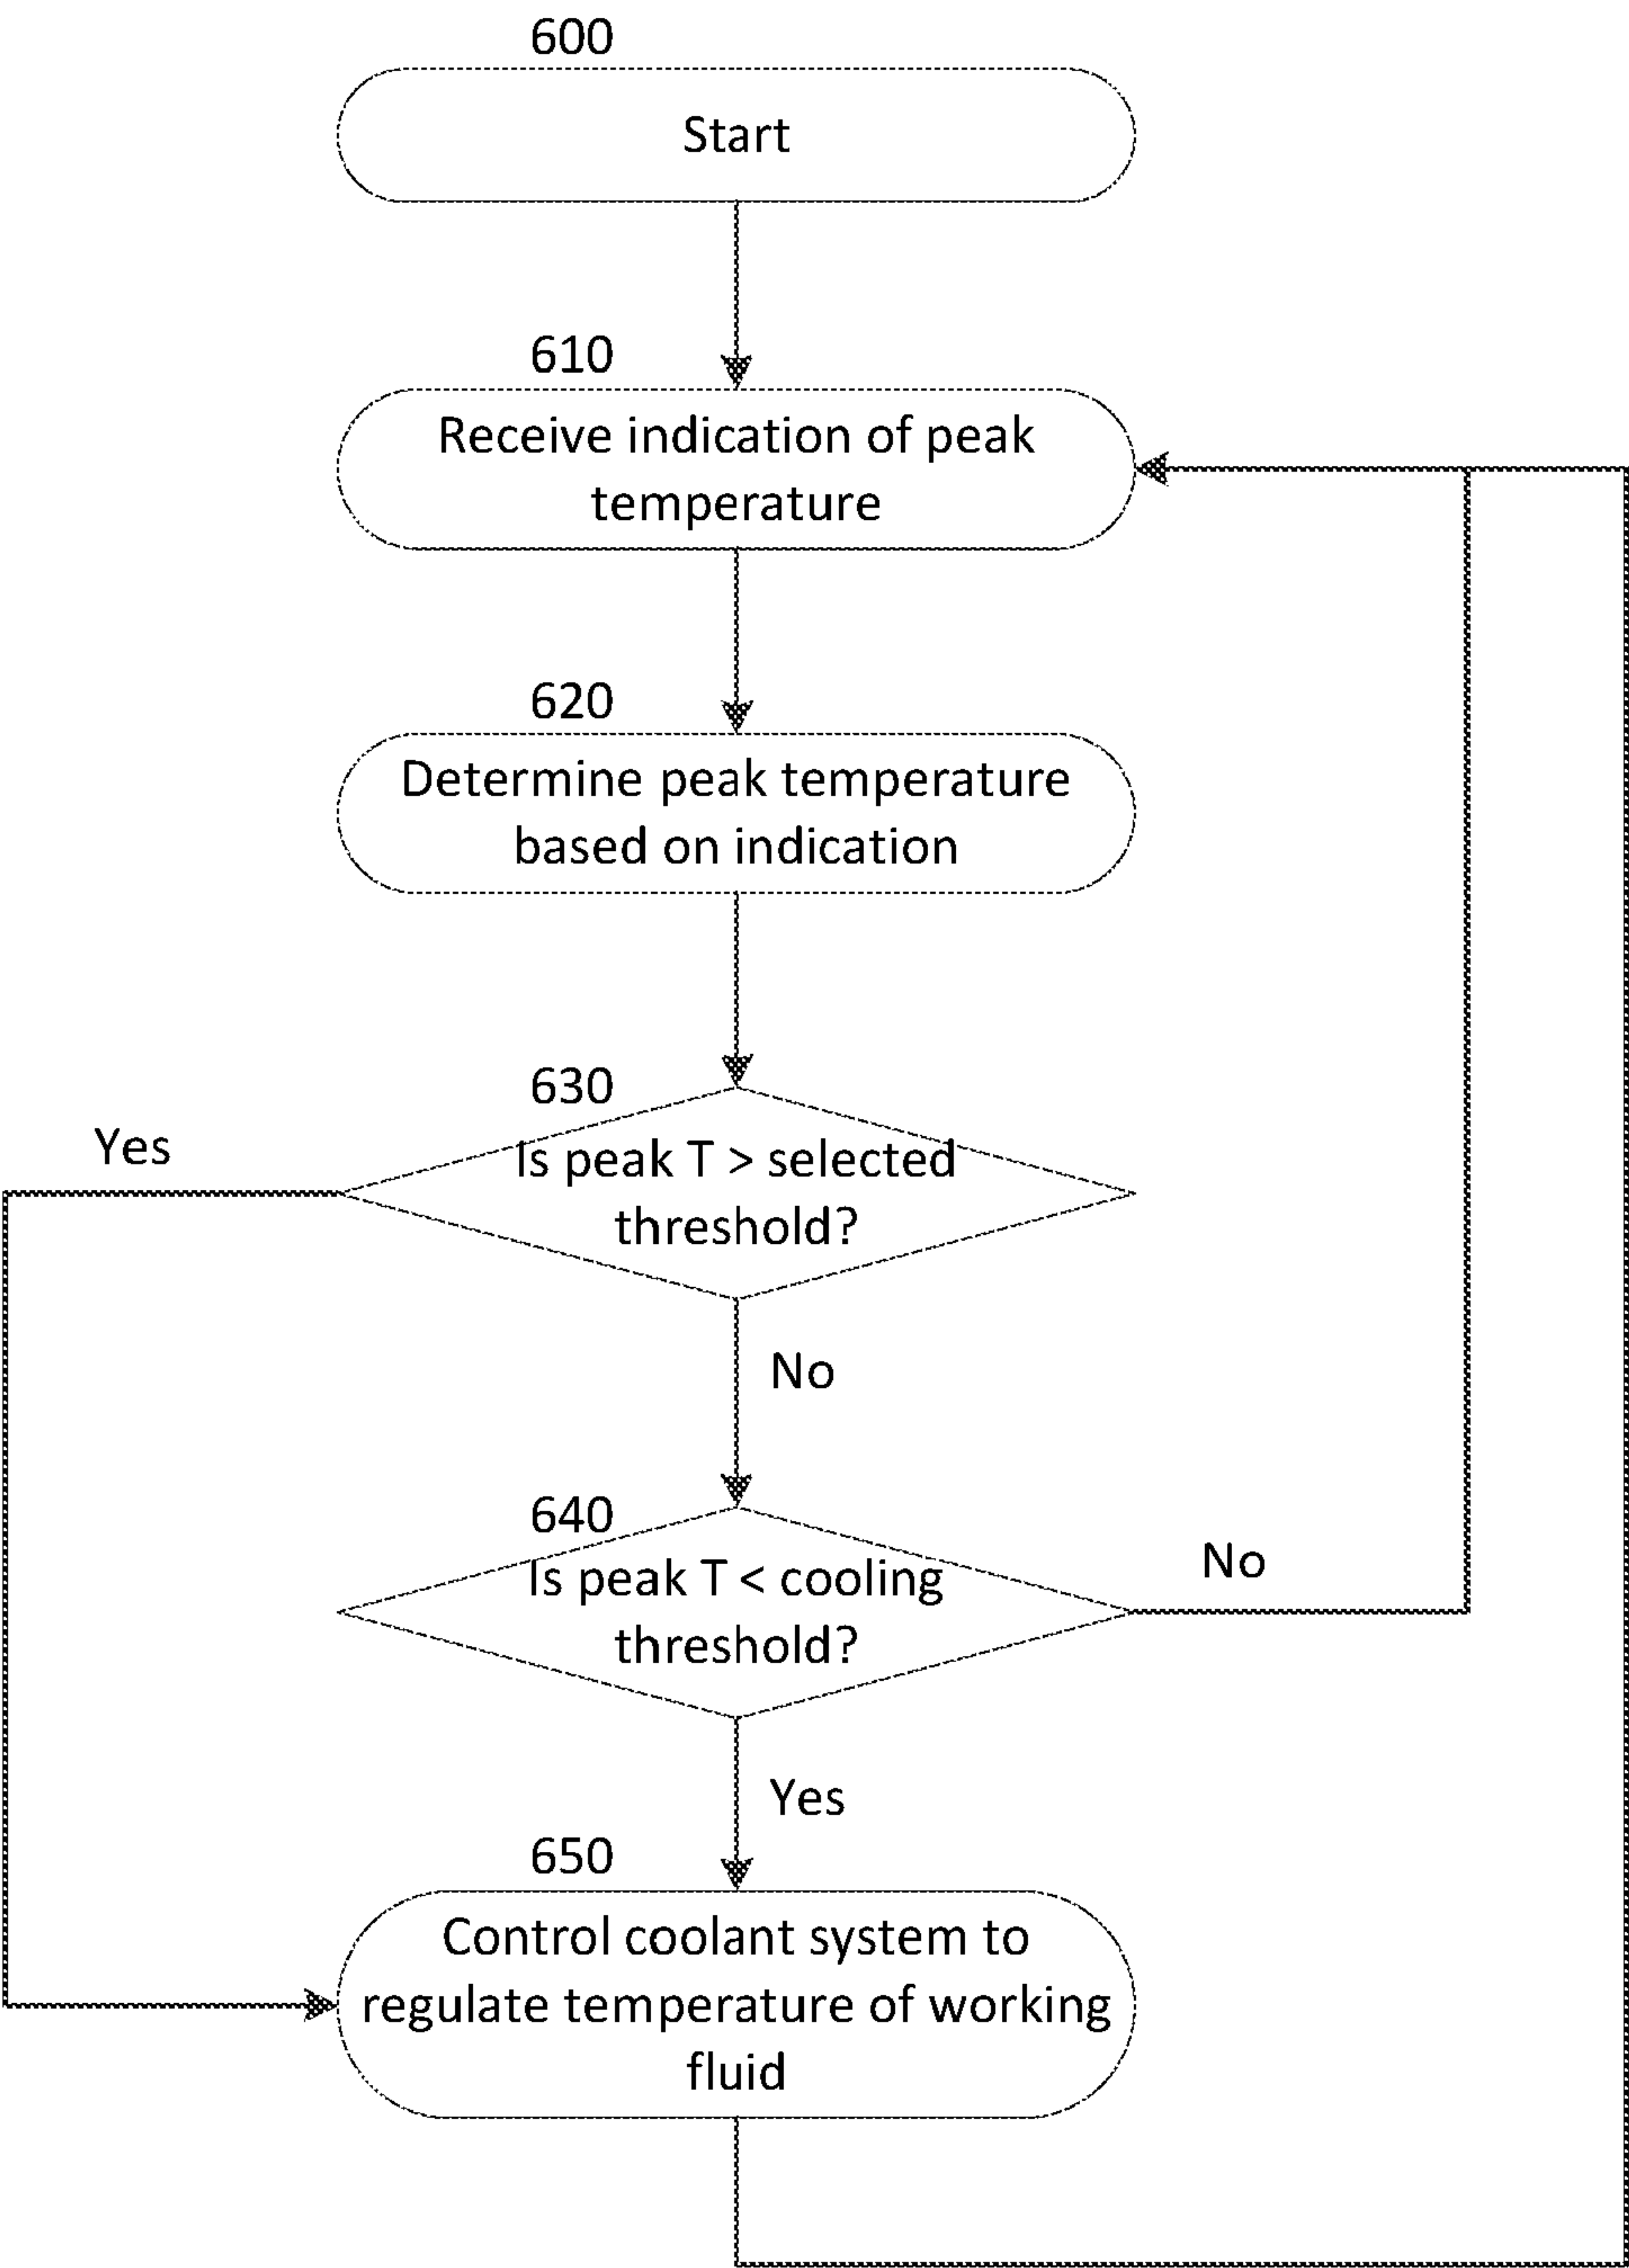 600
Start
610
Receive indication of peak
temperature
620
Determine peak temperature
based on indication
630
Yes
Is peak T > selected
threshold?
No
640
Is peak T < cooling
threshold?
No
Yes
650
Control coolant system to
regulate temperature of working
fluid